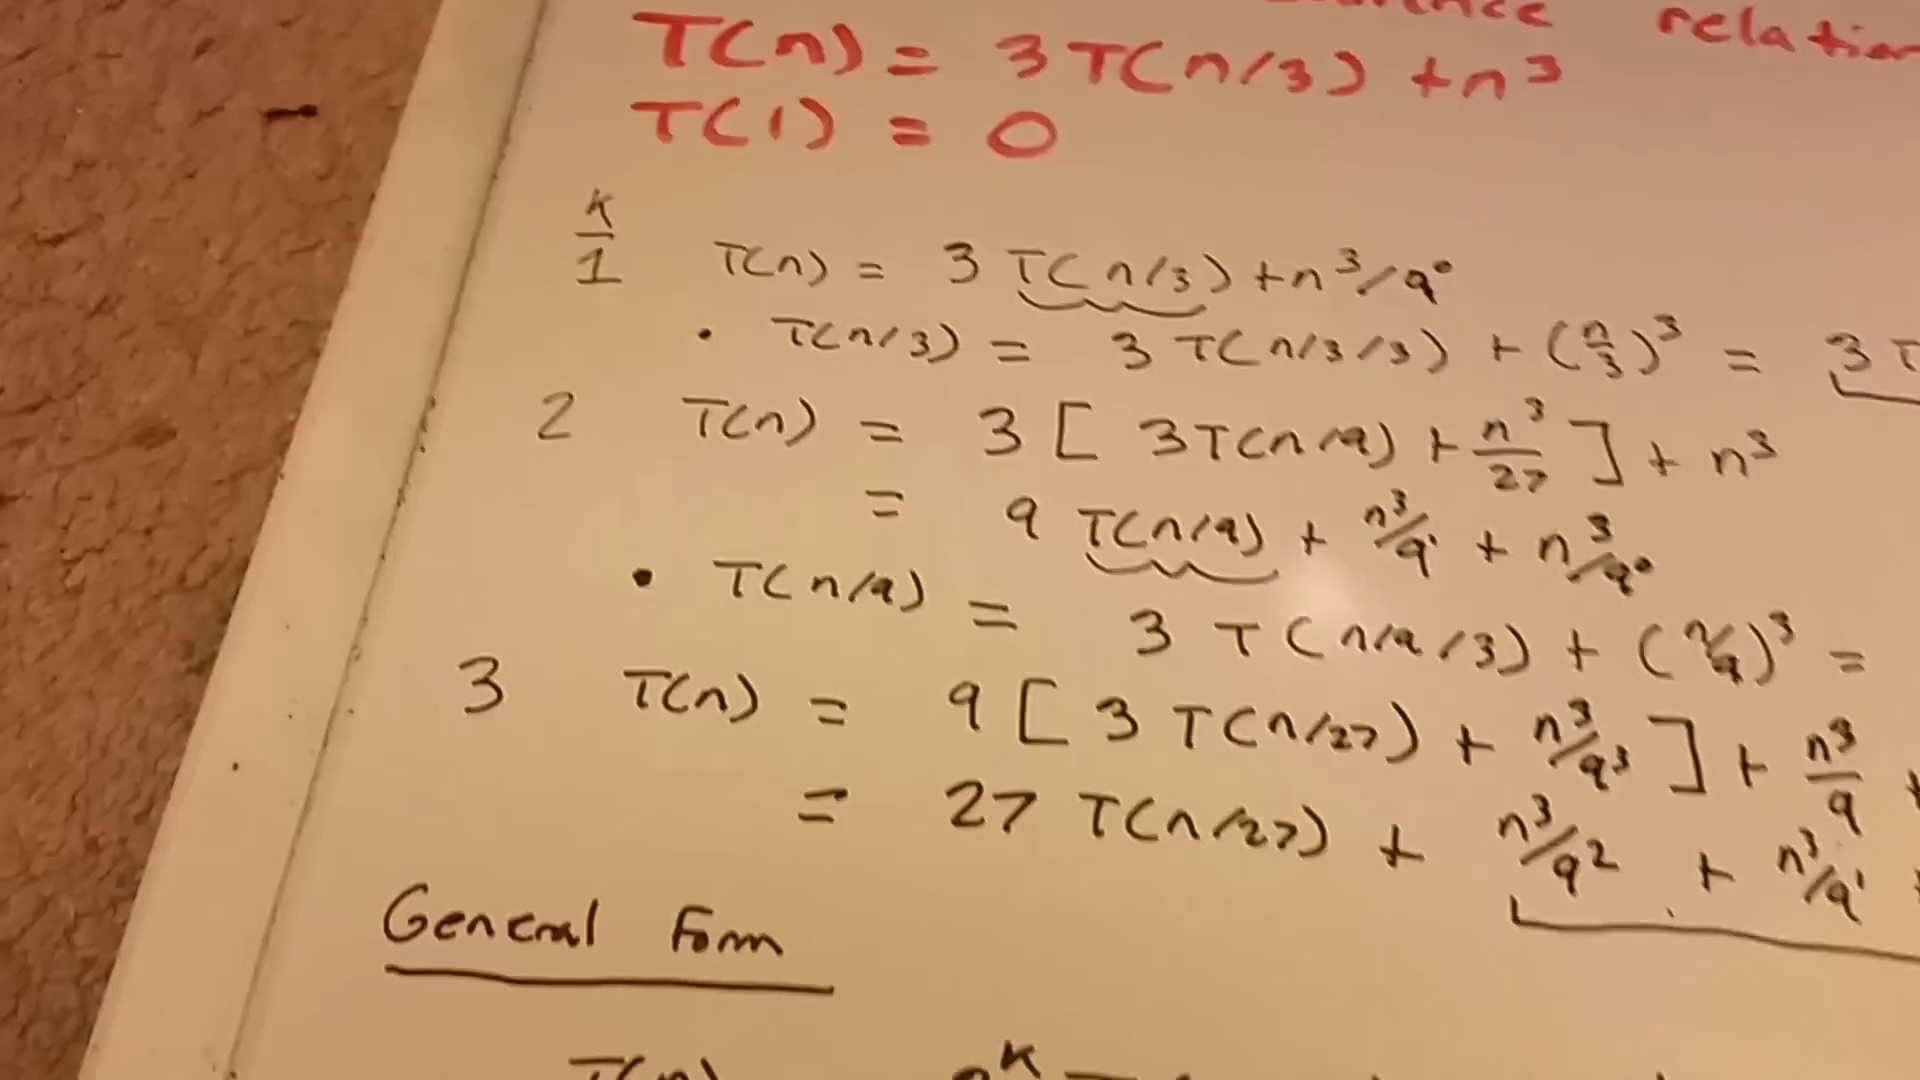 relation
T(n) = 3T(n/3) + n³
T(1) = 0
K
1 T(n) = 3 T(n/3) + n³/9⁰
• T(n/3) = 3 T(n/3/3) + (n/3)³ = 3 T
2 T(n) = 3 [ 3T(n/9) + n³/27 ] + n³
= 9 T(n/9) + n³/9¹ + n³/9⁰
• T(n/9) = 3 T(n/9/3) + (n/9)³ =
3 T(n) = 9 [ 3 T(n/27) + n³/9³ ] + n³/9 +
= 27 T(n/27) + n³/9² + n³/9¹ +
General Form
T(n)